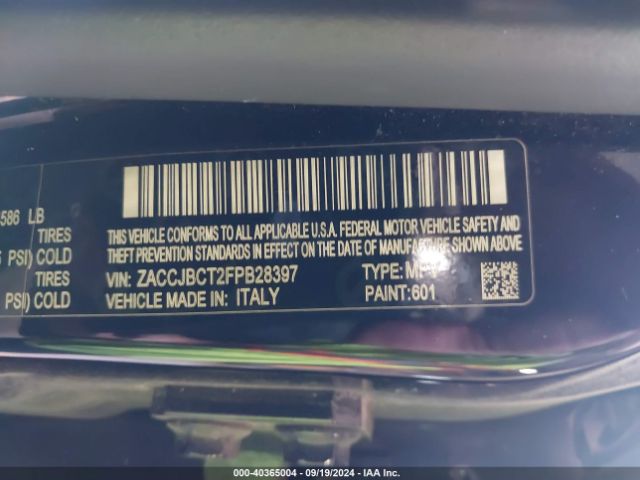 586 LB
TIRES
PSI) COLD
TIRES
PSI) COLD
THIS VEHICLE CONFORMS TO ALL APPLICABLE U.S.A. FEDERAL MOTOR VEHICLE SAFETY AND
THEFT PREVENTION STANDARDS IN EFFECT ON THE DATE OF MANUFACTURE SHOWN ABOVE
VIN: ZACCJBCT2FPB28397 TYPE:
VEHICLE MADE IN: ITALY PAINT:601
000-40365004 - 09/19/2024 - IAA Inc.